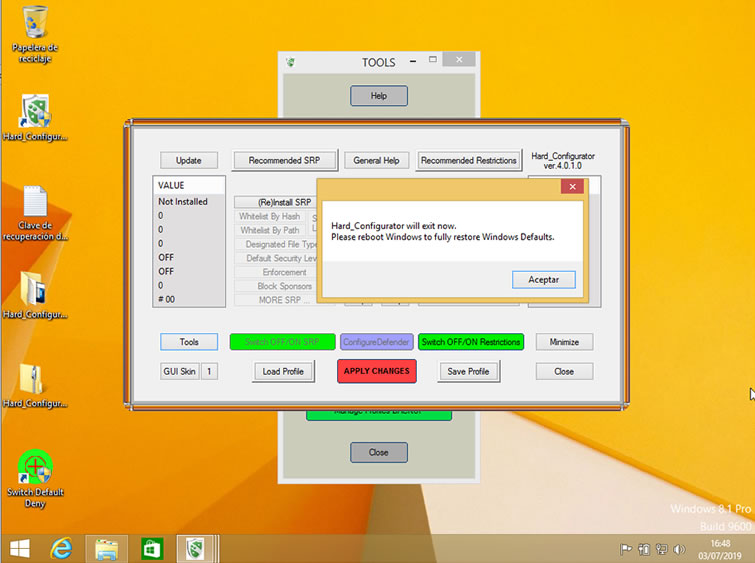 Papelera de
reciclaje
Hard_Configur...
Clave de
recuperación d...
Hard_Configur...
Hard_Configur...
Switch Default
Deny
TOOLS
Help
Update
Recommended SRP
General Help
Recommended Restrictions
Hard_Configurator
ver.4.0.1.0
VALUE
Not Installed
0
0
0
OFF
OFF
0
# 00
(Re)Install SRP
Whitelist By Hash
Whitelist By Path
Designated File Type
Default Security Lev
Enforcement
Block Sponsors
MORE SRP ...
Hard_Configurator will exit now.
Please reboot Windows to fully restore Windows Defaults.
Aceptar
Tools
Switch OFF/ON SRP
ConfigureDefender
Switch OFF/ON Restrictions
Minimize
GUI Skin
1
Load Profile
APPLY CHANGES
Save Profile
Close
Close
Windows 8.1 Pro
Build 9600
16:48
03/07/2019